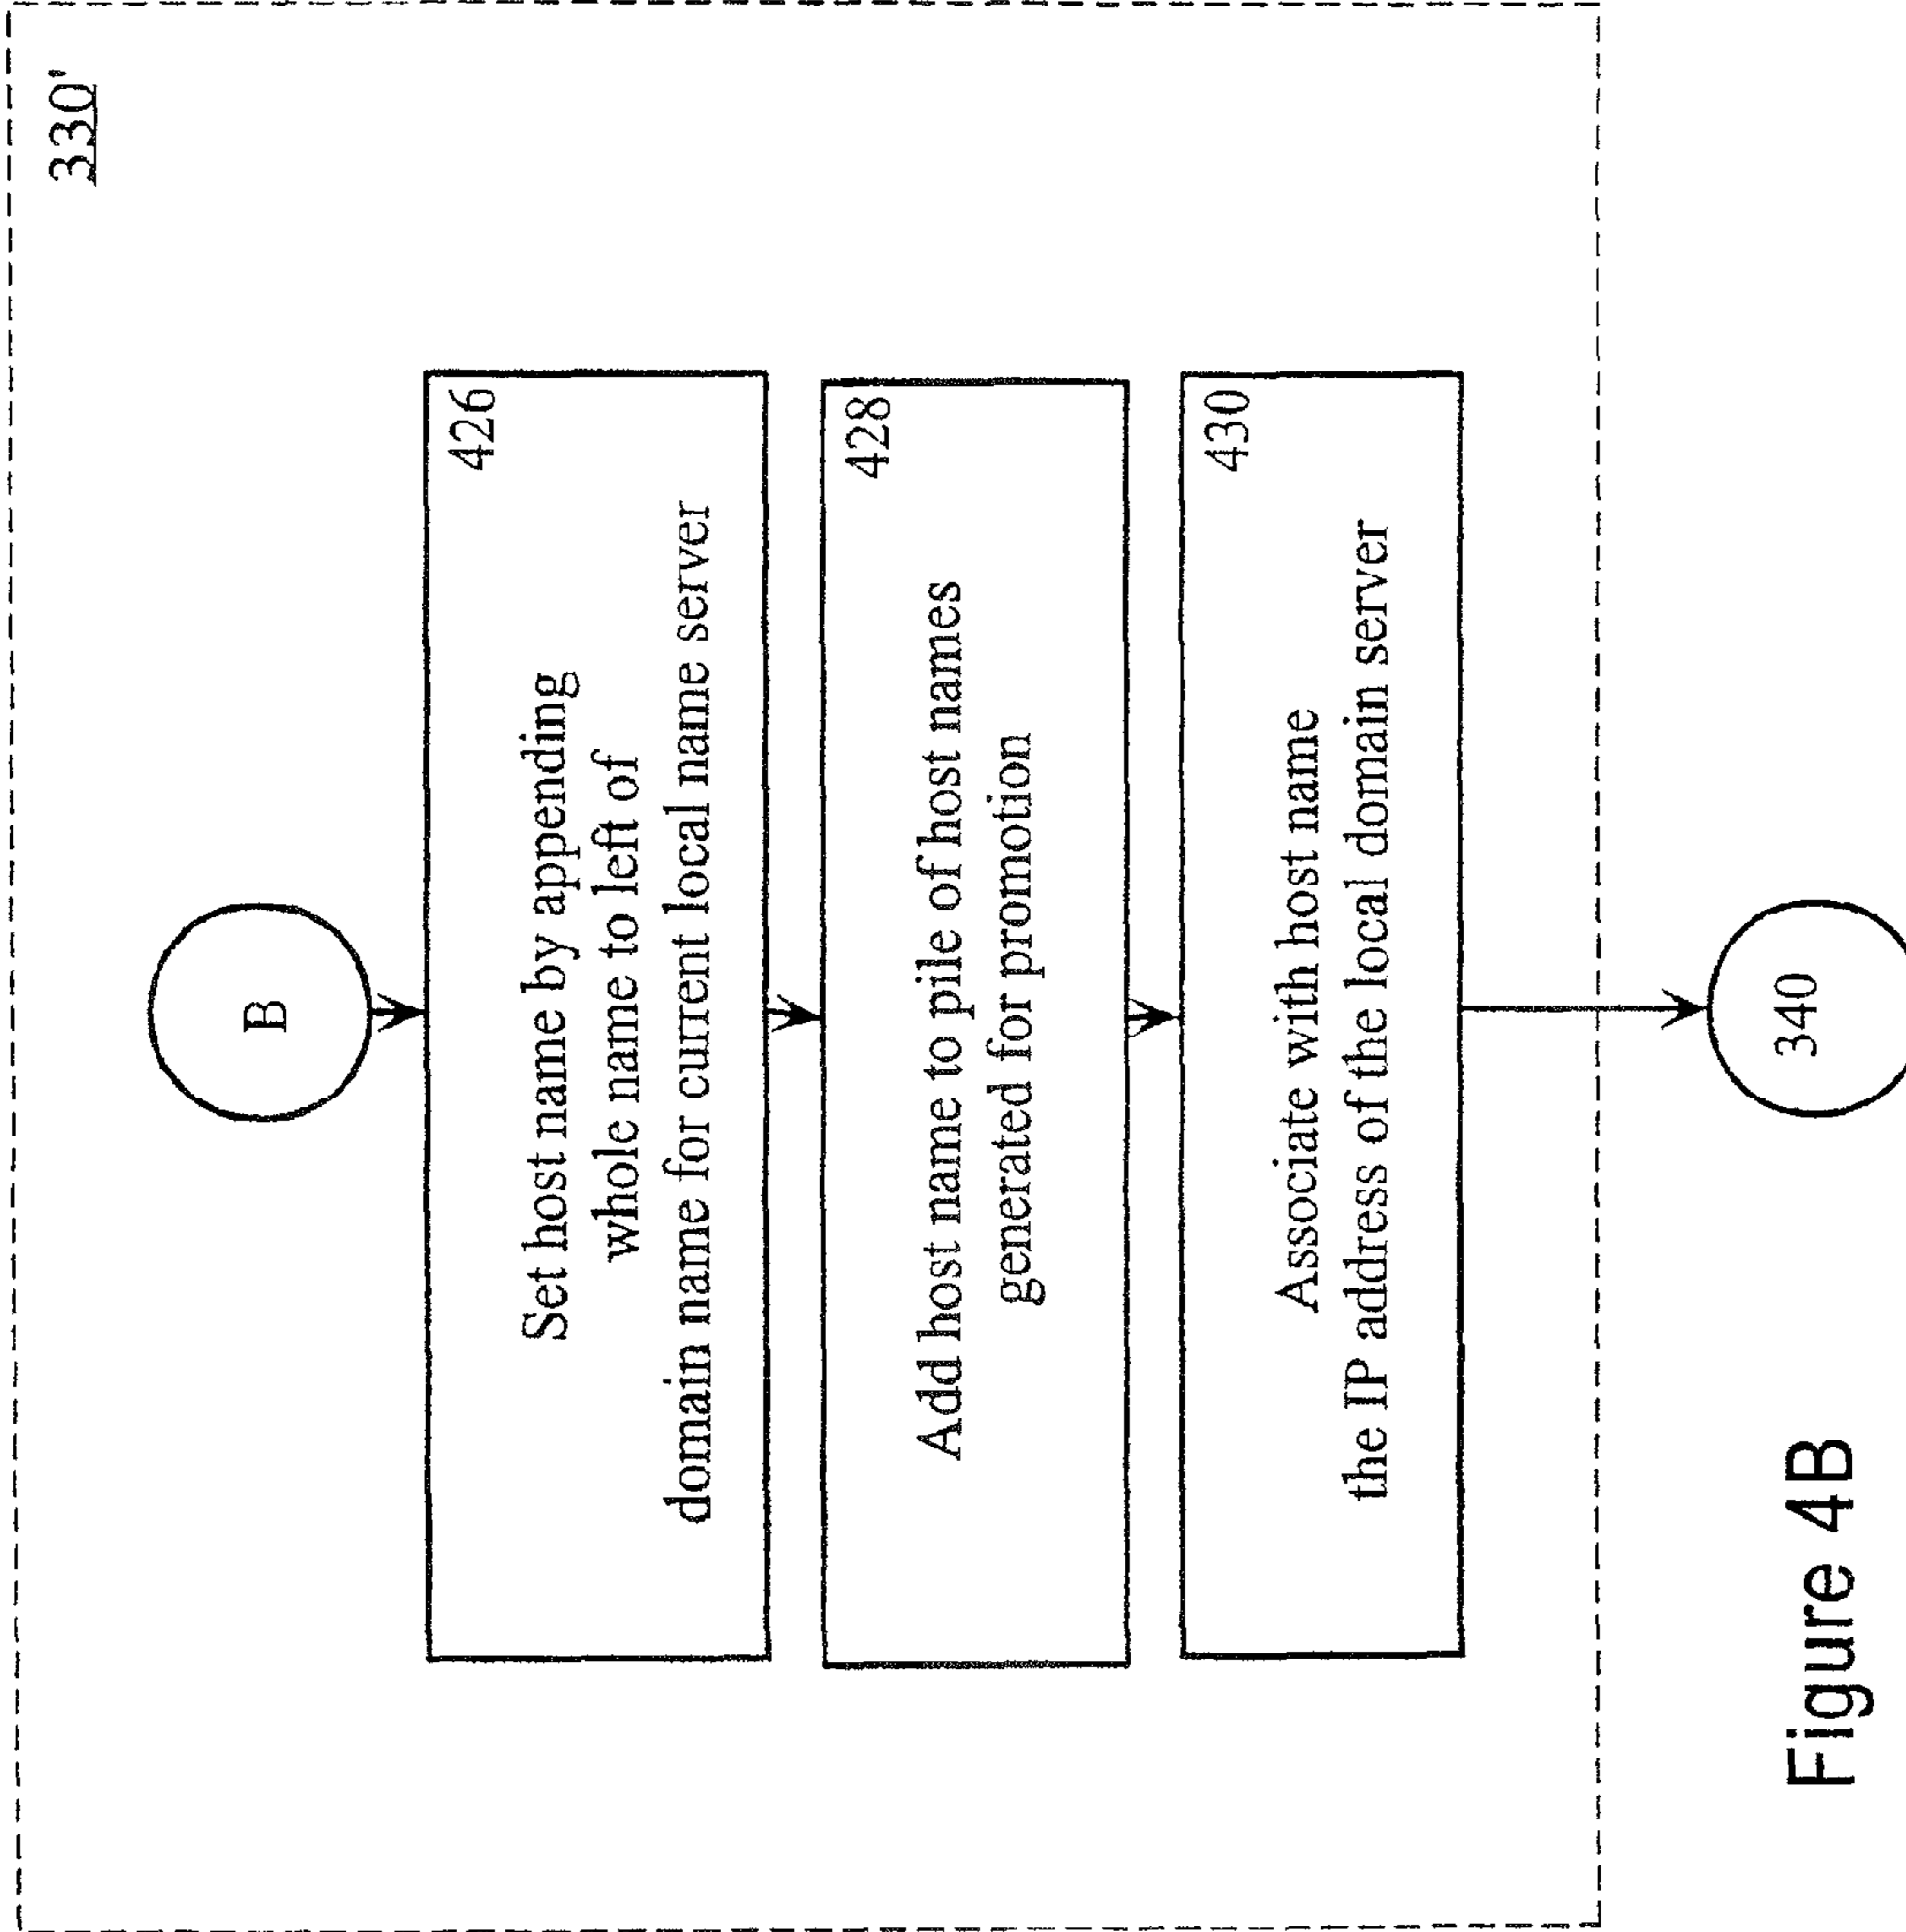 330'
B
426
Set host name by appending
whole name to left of
domain name for current local name server
428
Add host name to pile of host names
generated for promotion
430
Associate with host name
the IP address of the local domain server
340
Figure 4B